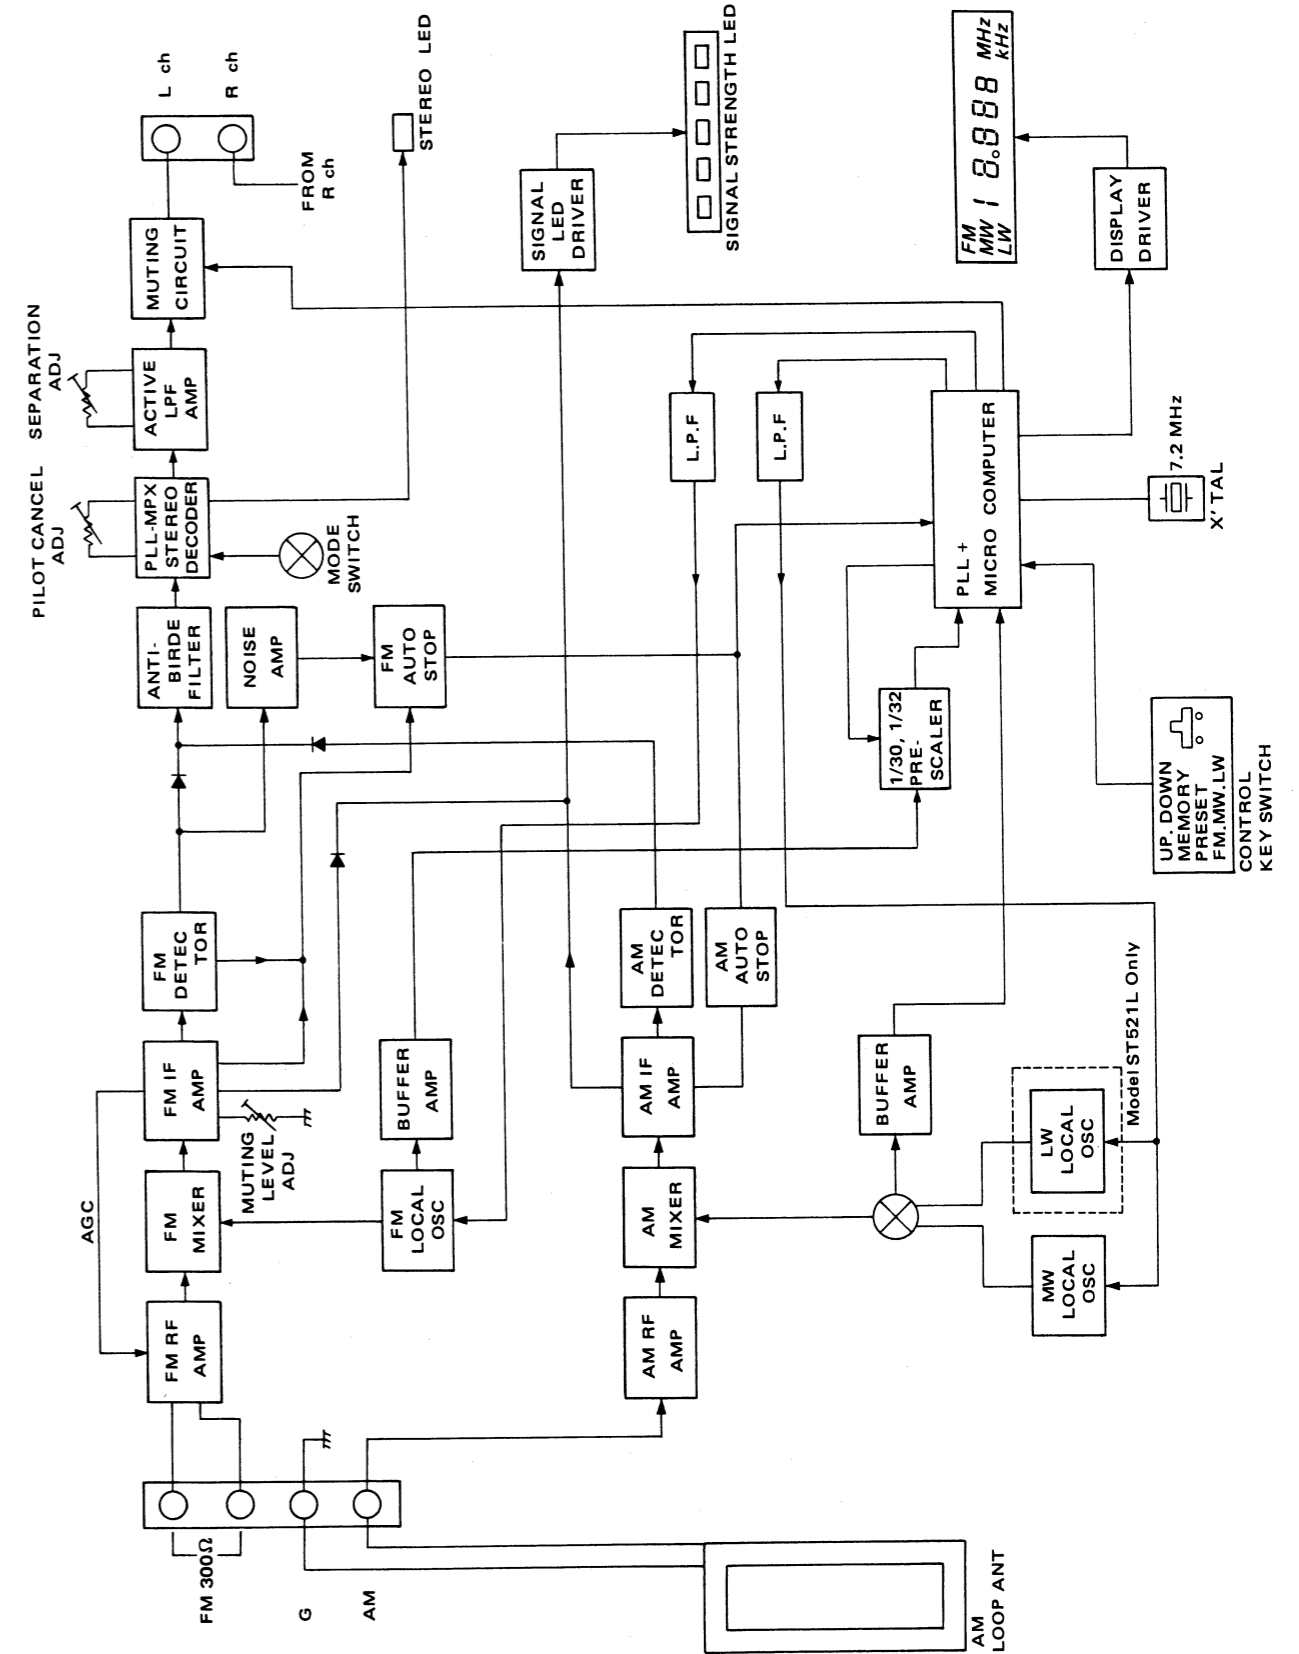 FM 300Ω
G
AM
AM
LOOP ANT
AGC
FM RF
AMP
FM
MIXER
FM IF
AMP
FM
DETEC
TOR
MUTING
LEVEL
ADJ
ANTI-
BIRDE
FILTER
NOISE
AMP
PILOT CANCEL
ADJ
PLL-MPX
STEREO
DECODER
MODE
SWITCH
FM
AUTO
STOP
SEPARATION
ADJ
ACTIVE
LPF
AMP
MUTING
CIRCUIT
L ch
R ch
FROM
R ch
STEREO LED
FM
LOCAL
OSC
BUFFER
AMP
SIGNAL
LED
DRIVER
SIGNAL STRENGTH LED
AM RF
AMP
AM
MIXER
AM IF
AMP
AM
DETEC
TOR
AM
AUTO
STOP
L.P.F
L.P.F
BUFFER
AMP
1/30, 1/32
PRE-
SCALER
PLL +
MICRO COMPUTER
MW
LOCAL
OSC
LW
LOCAL
OSC
Model ST521L Only
UP. DOWN
MEMORY
PRESET
FM.MW.LW
CONTROL
KEY SWITCH
7.2 MHz
X' TAL
DISPLAY
DRIVER
FM
MW 18.888 MHz
LW kHz